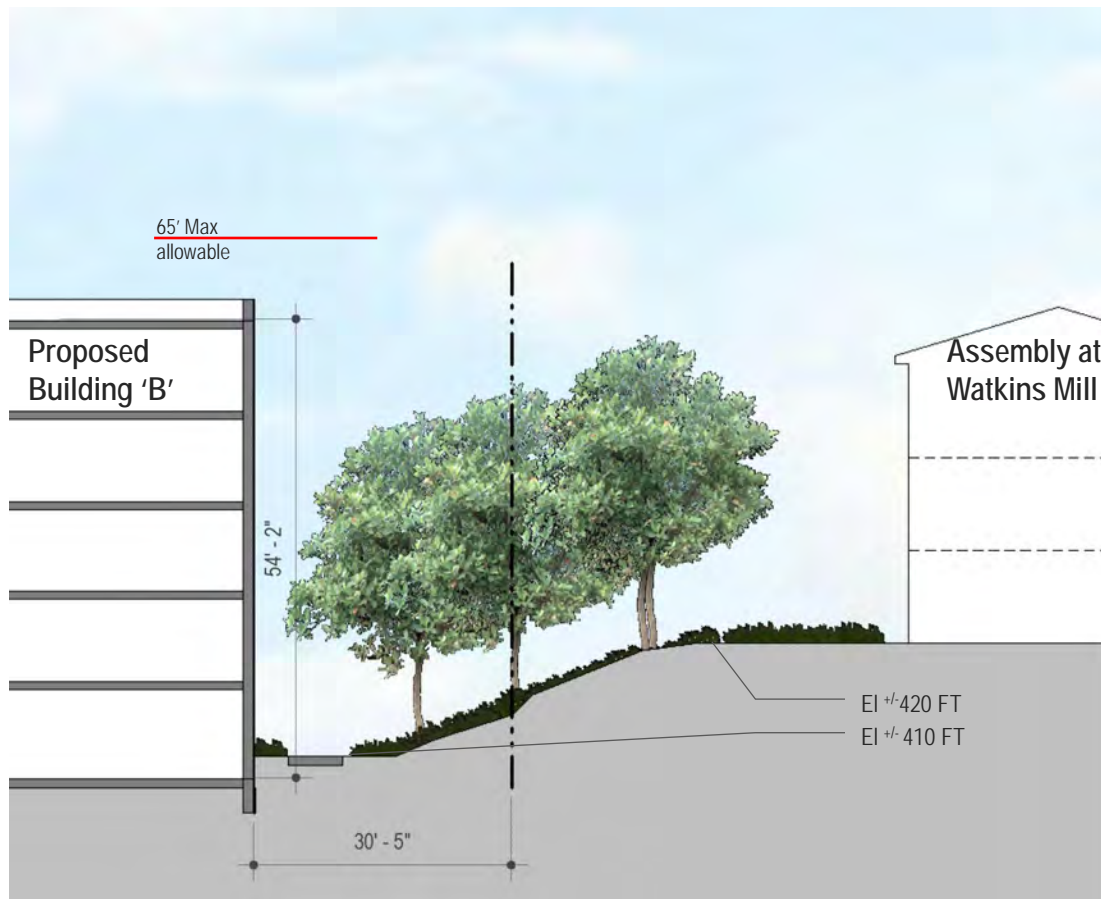 65' Max
allowable
Proposed
Building ‘B’
Assembly at
Watkins Mill
54' - 2"
El +/- 420 FT
El +/- 410 FT
30' - 5"